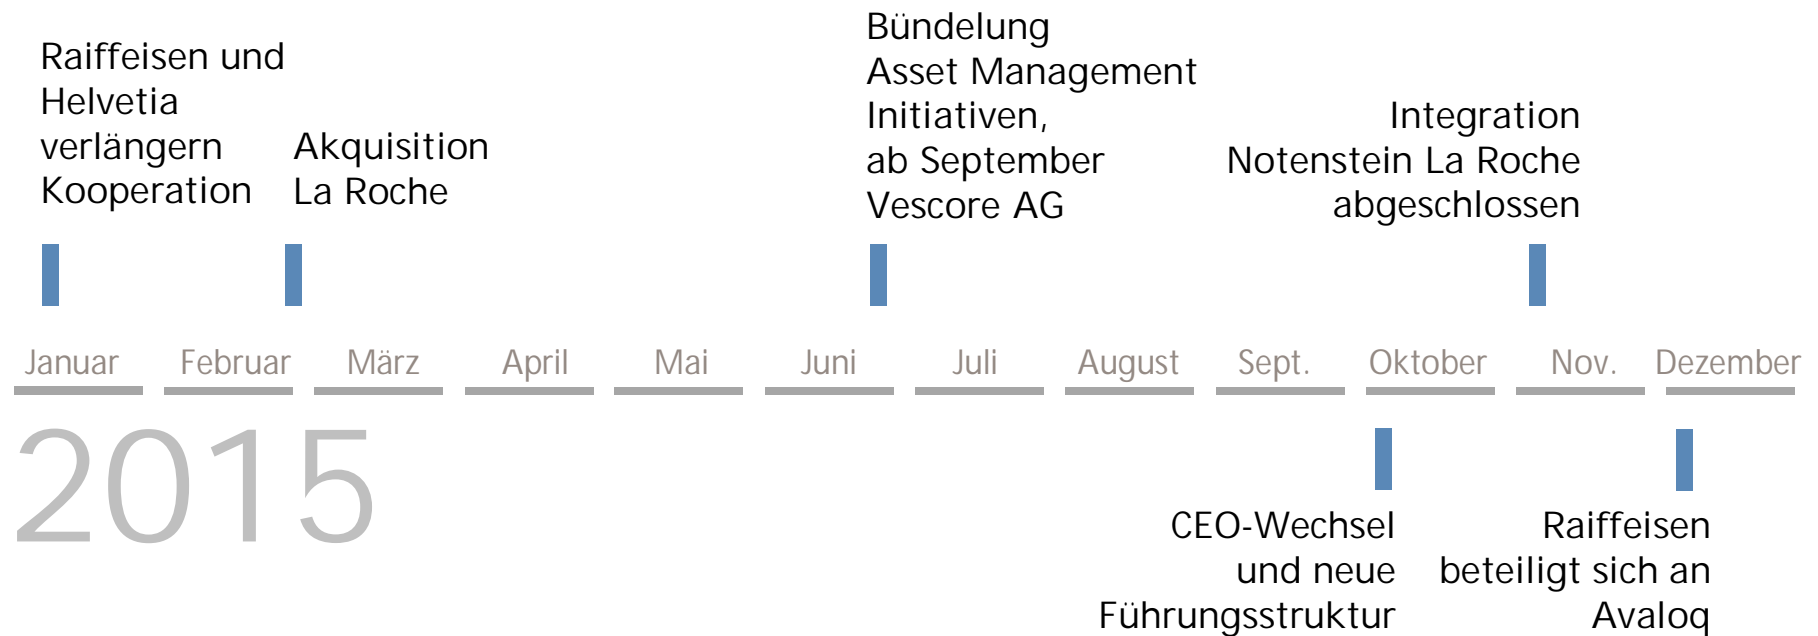 Raiffeisen und
Helvetia
verlängern
Kooperation
Akquisition
La Roche
Bündelung
Asset Management
Initiativen,
ab September
Vescore AG
Integration
Notenstein La Roche
abgeschlossen
Januar Februar März April Mai Juni Juli August Sept. Oktober Nov. Dezember
2015
CEO-Wechsel
und neue
Führungsstruktur
Raiffeisen
beteiligt sich an
Avaloq